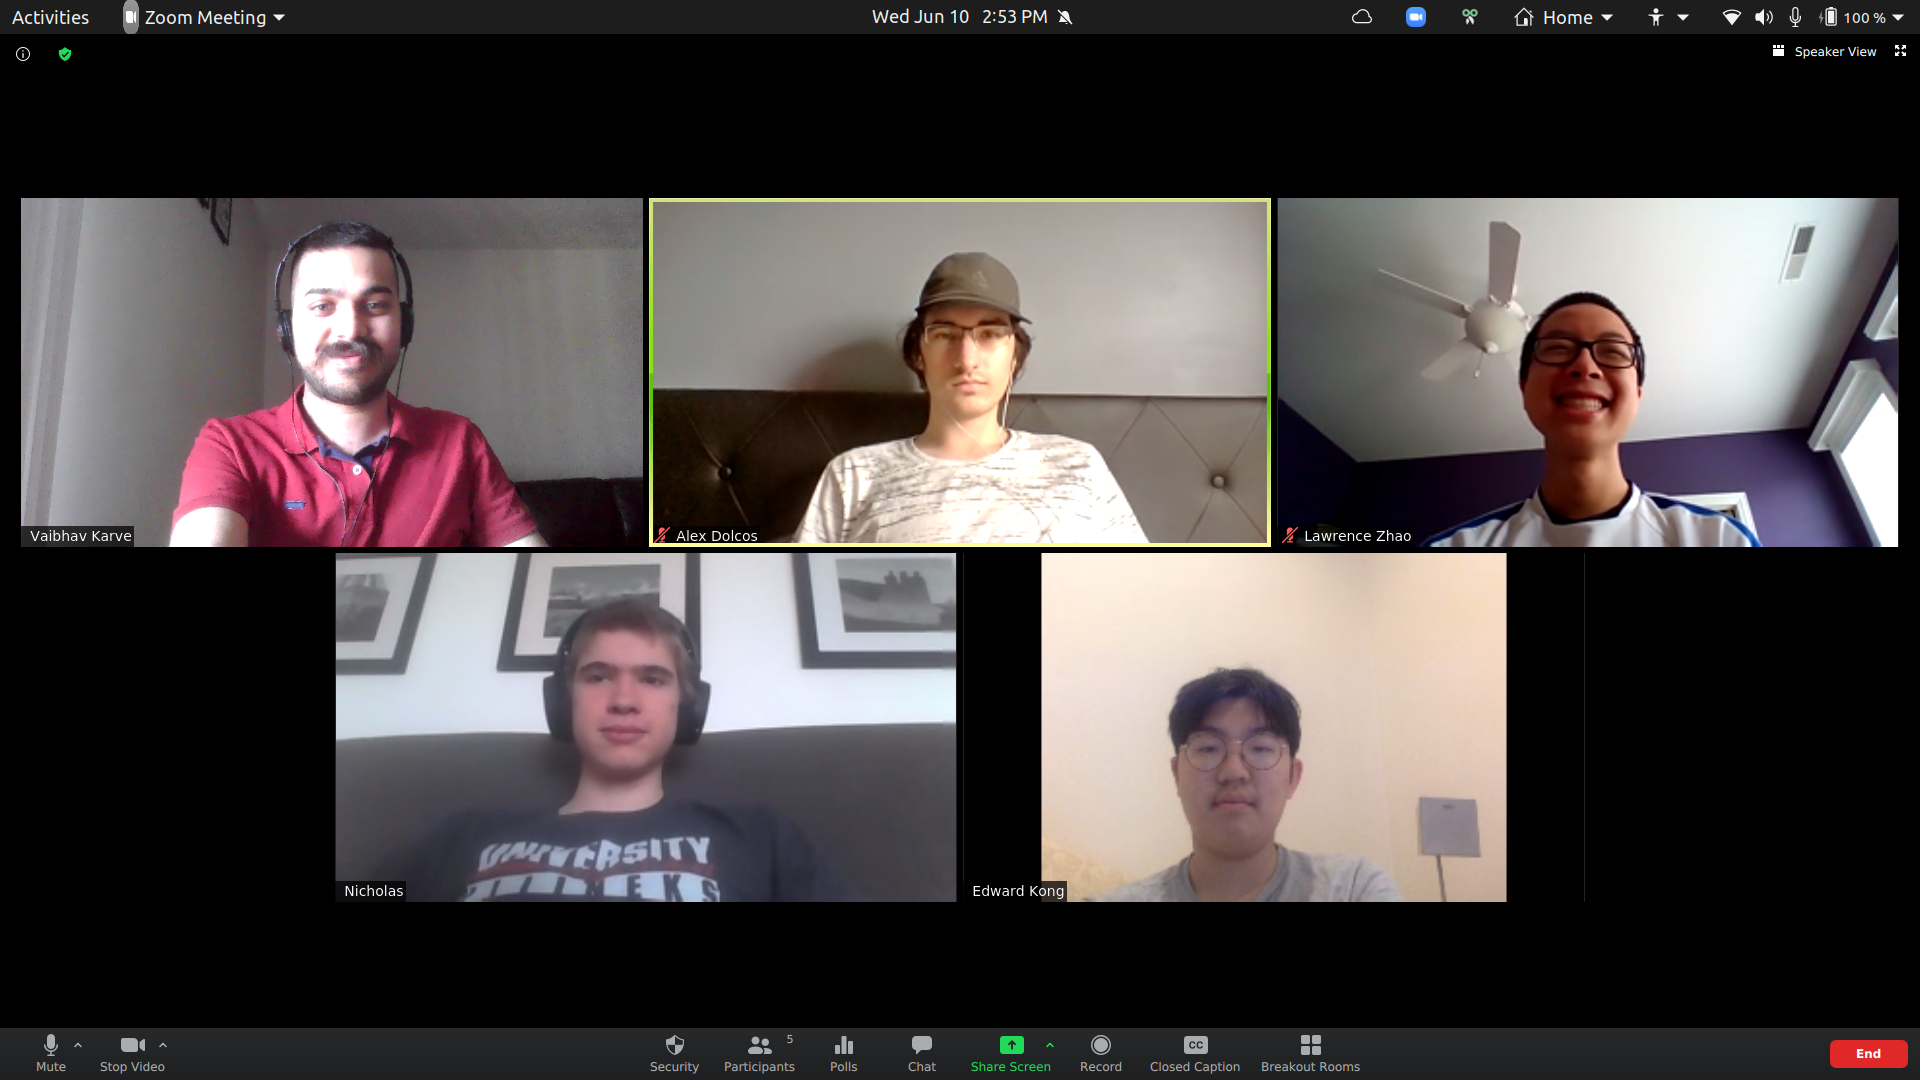 Activities
Zoom Meeting
Wed Jun 10 2:53 PM
Home
100 %
Speaker View
Vaibhav Karve
Alex Dolcos
Lawrence Zhao
UNIVERSITY
Nicholas
Edward Kong
Mute
Stop Video
Security
Participants
5
Polls
Chat
Share Screen
Record
CC
Closed Caption
Breakout Rooms
End